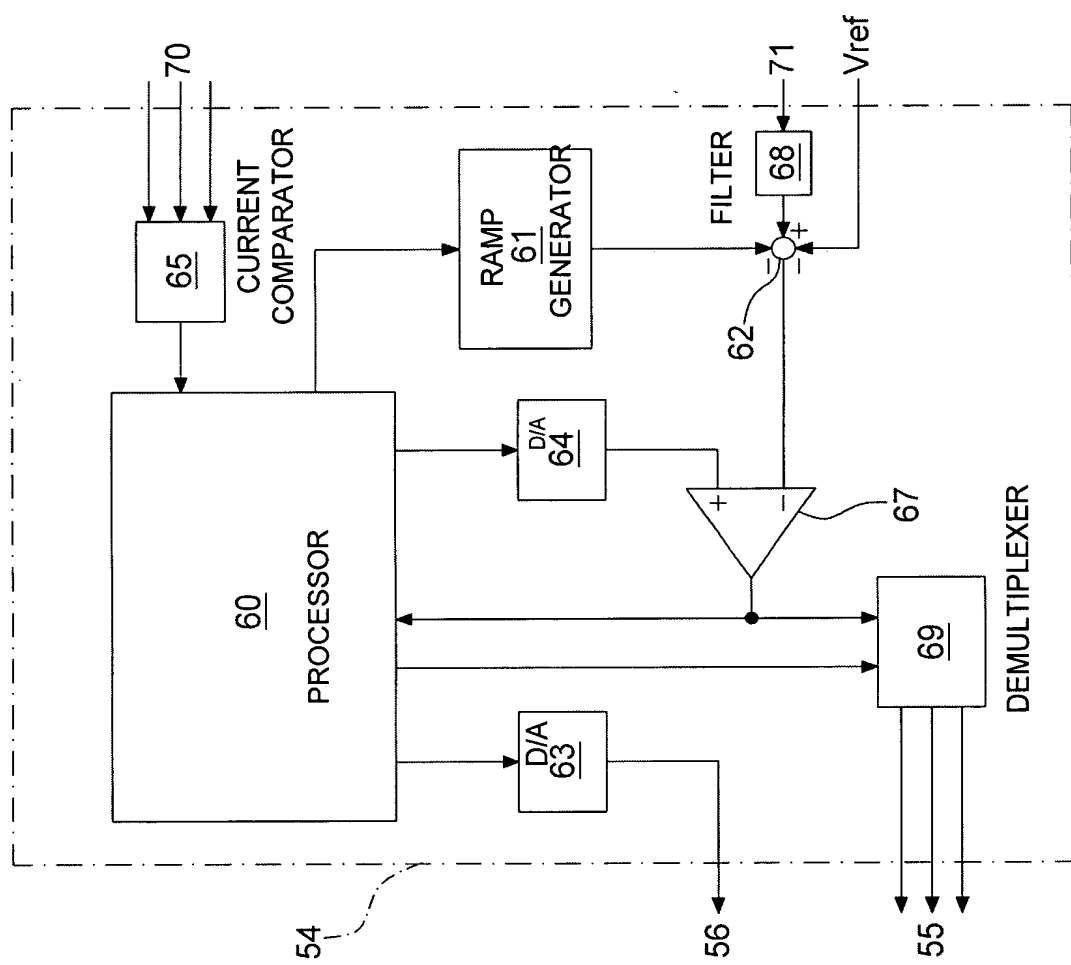 54
70
65
CURRENT
COMPARATOR
60
PROCESSOR
RAMP
61
GENERATOR
FILTER
68
71
Vref
+
−
−
62
D/A
64
+
−
67
D/A
63
56
69
DEMULTIPLEXER
55